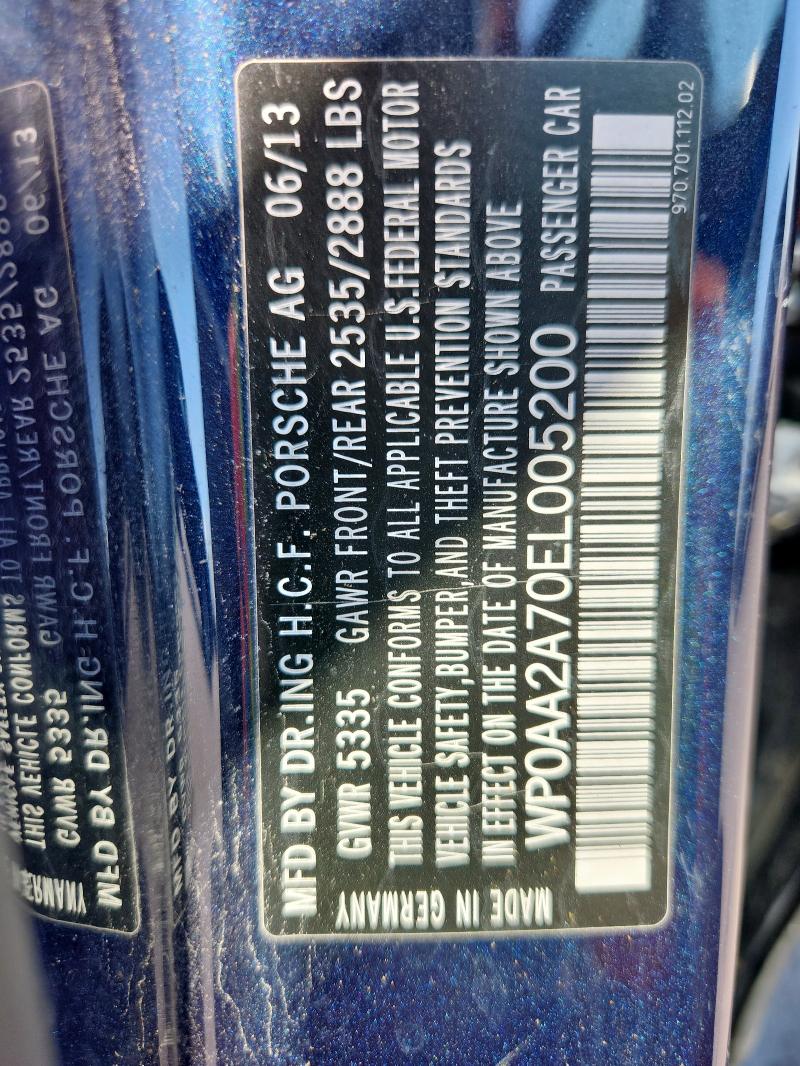 MFD BY DR.ING H.C.F. PORSCHE AG 06/13
GVWR 5335 GAWR FRONT/REAR 2535/2888 LBS
THIS VEHICLE CONFORMS TO ALL APPLICABLE U.S.FEDERAL MOTOR
VEHICLE SAFETY,BUMPER,AND THEFT PREVENTION STANDARDS
IN EFFECT ON THE DATE OF MANUFACTURE SHOWN ABOVE
WP0AA2A70EL005200 PASSENGER CAR
MADE IN GERMANY
970.701.112.02